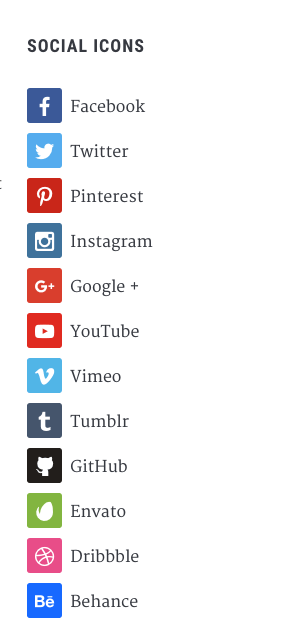 SOCIAL ICONS
Facebook
Twitter
Pinterest
Instagram
Google +
YouTube
Vimeo
Tumblr
GitHub
Envato
Dribbble
Behance